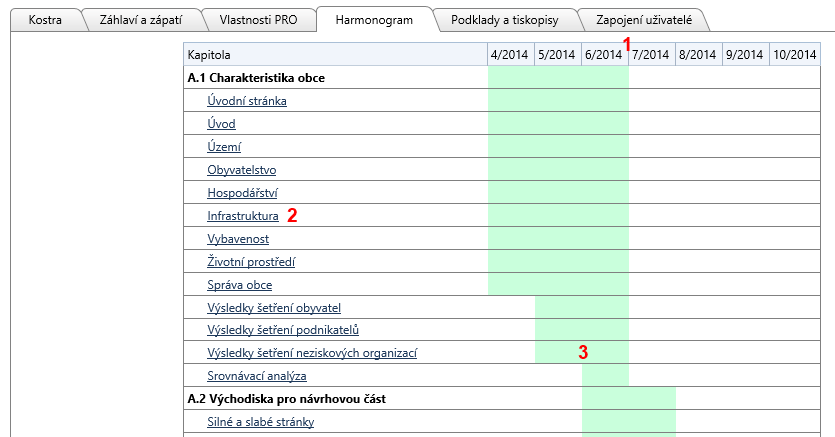 Kostra Záhlaví a zápatí Vlastnosti PRO Harmonogram Podklady a tiskopisy Zapojení uživatelé
1
Kapitola 4/2014 5/2014 6/2014 7/2014 8/2014 9/2014 10/2014
A.1 Charakteristika obce
Úvodní stránka
Úvod
Území
Obyvatelstvo
Hospodářství
Infrastruktura 2
Vybavenost
Životní prostředí
Správa obce
Výsledky šetření obyvatel
Výsledky šetření podnikatelů
Výsledky šetření neziskových organizací 3
Srovnávací analýza
A.2 Východiska pro návrhovou část
Silné a slabé stránky